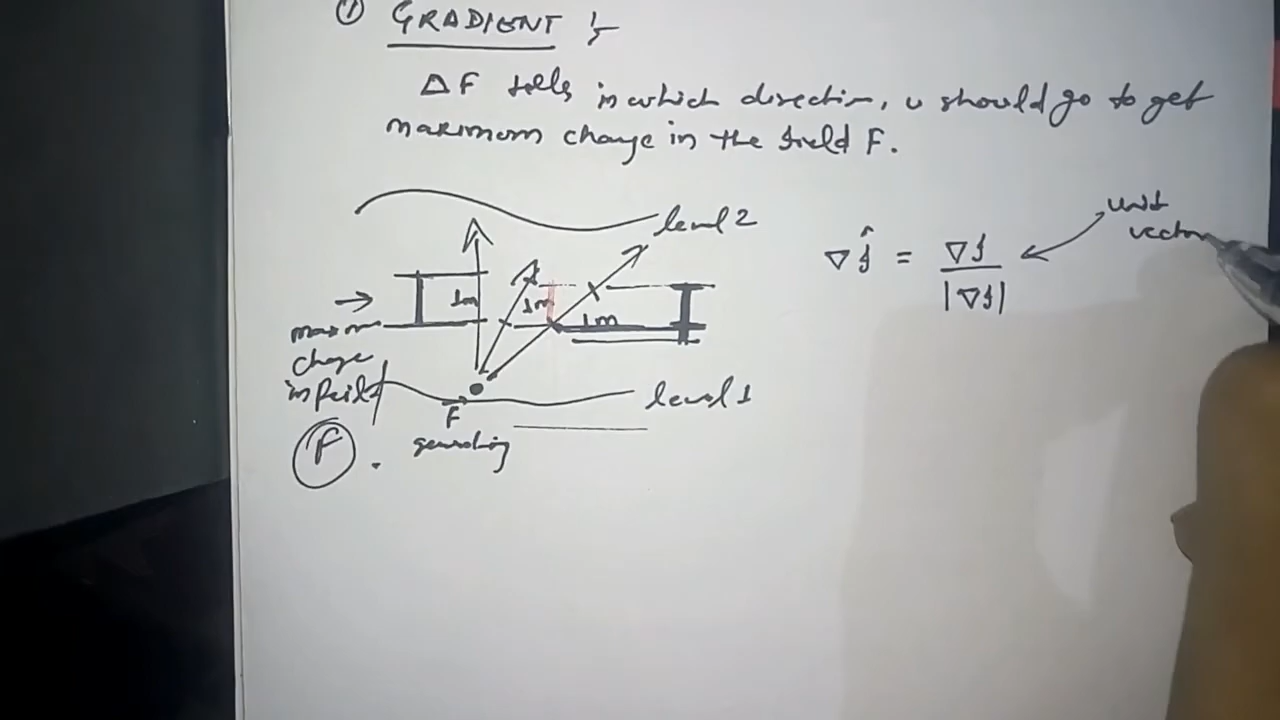 ① GRADIENT :-
ΔF tells in which direction, u should go to get
maximum change in the field F.
level 2
1m 1m 1m
maximum
change
in field
F
level 1
F
∇f̂ = ∇f / |∇f|
unit
vector